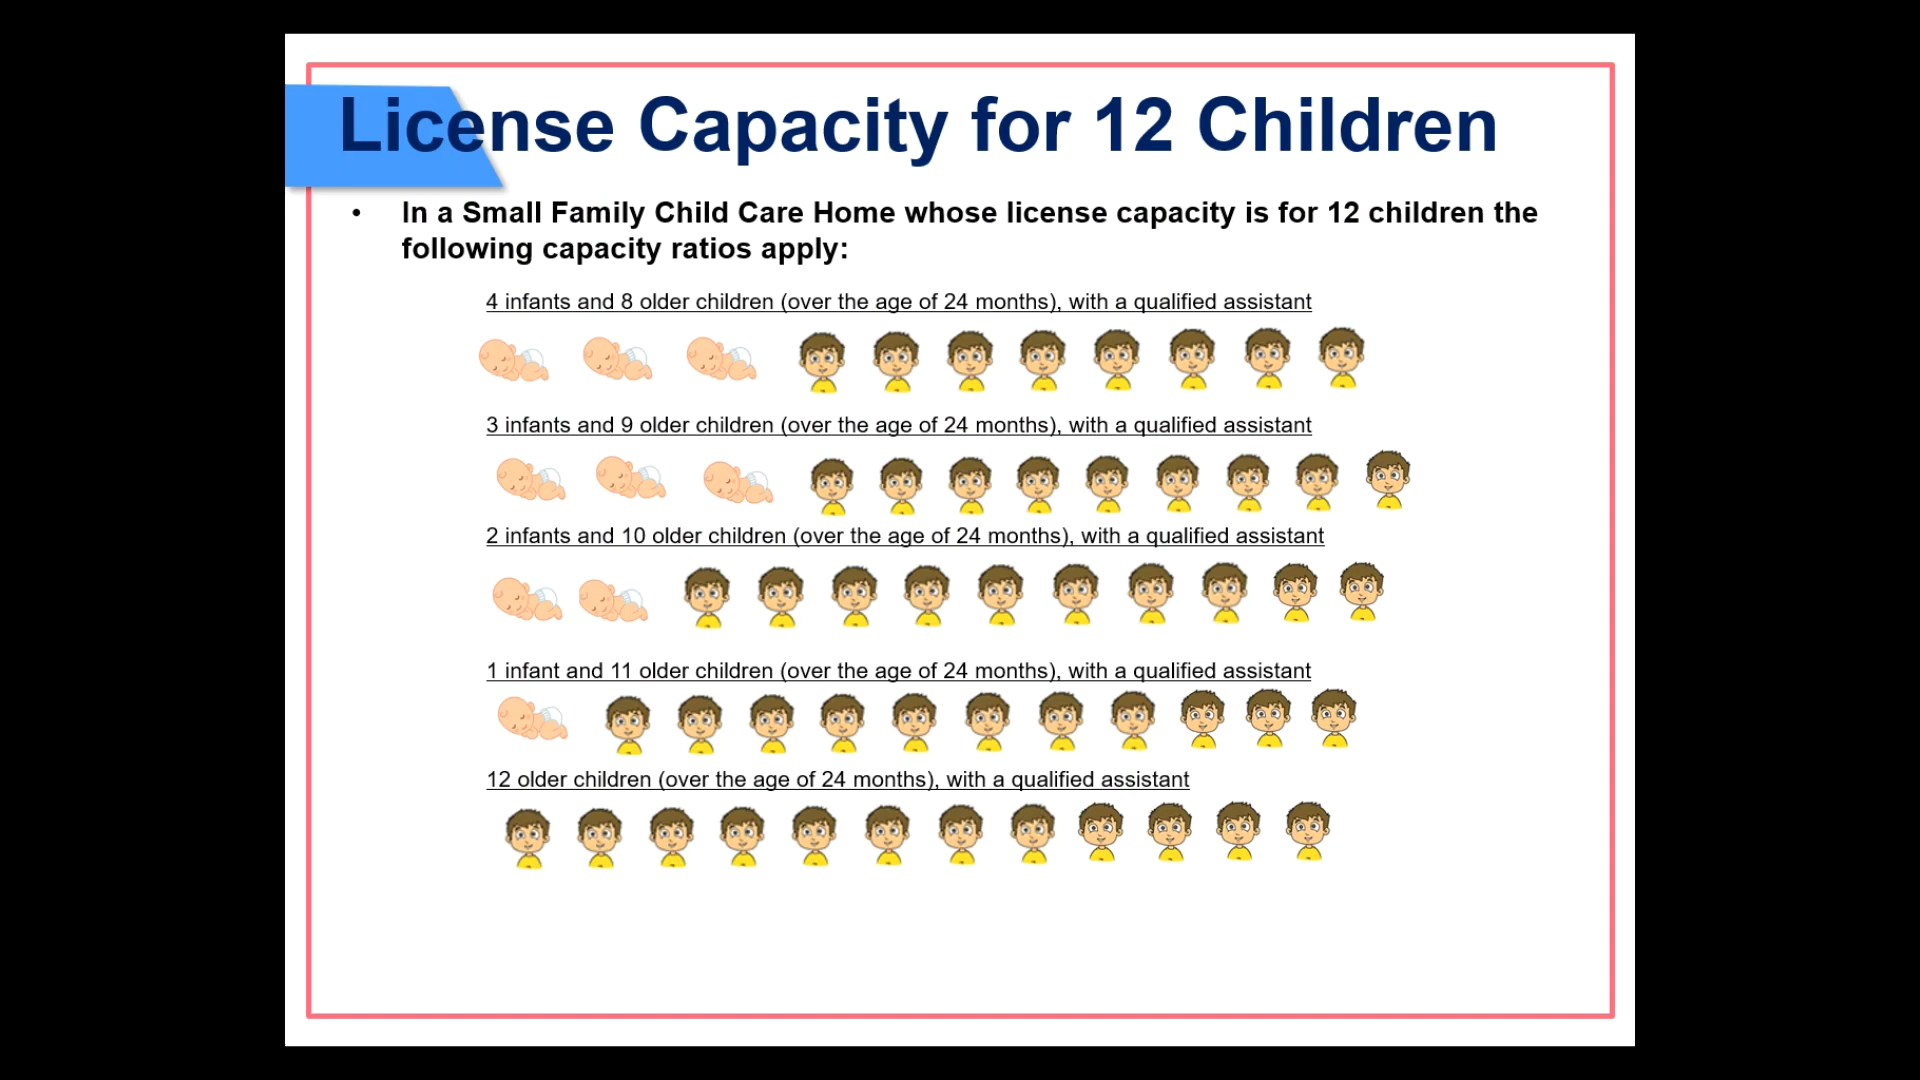 License Capacity for 12 Children
• In a Small Family Child Care Home whose license capacity is for 12 children the
following capacity ratios apply:
4 infants and 8 older children (over the age of 24 months), with a qualified assistant
3 infants and 9 older children (over the age of 24 months), with a qualified assistant
2 infants and 10 older children (over the age of 24 months), with a qualified assistant
1 infant and 11 older children (over the age of 24 months), with a qualified assistant
12 older children (over the age of 24 months), with a qualified assistant